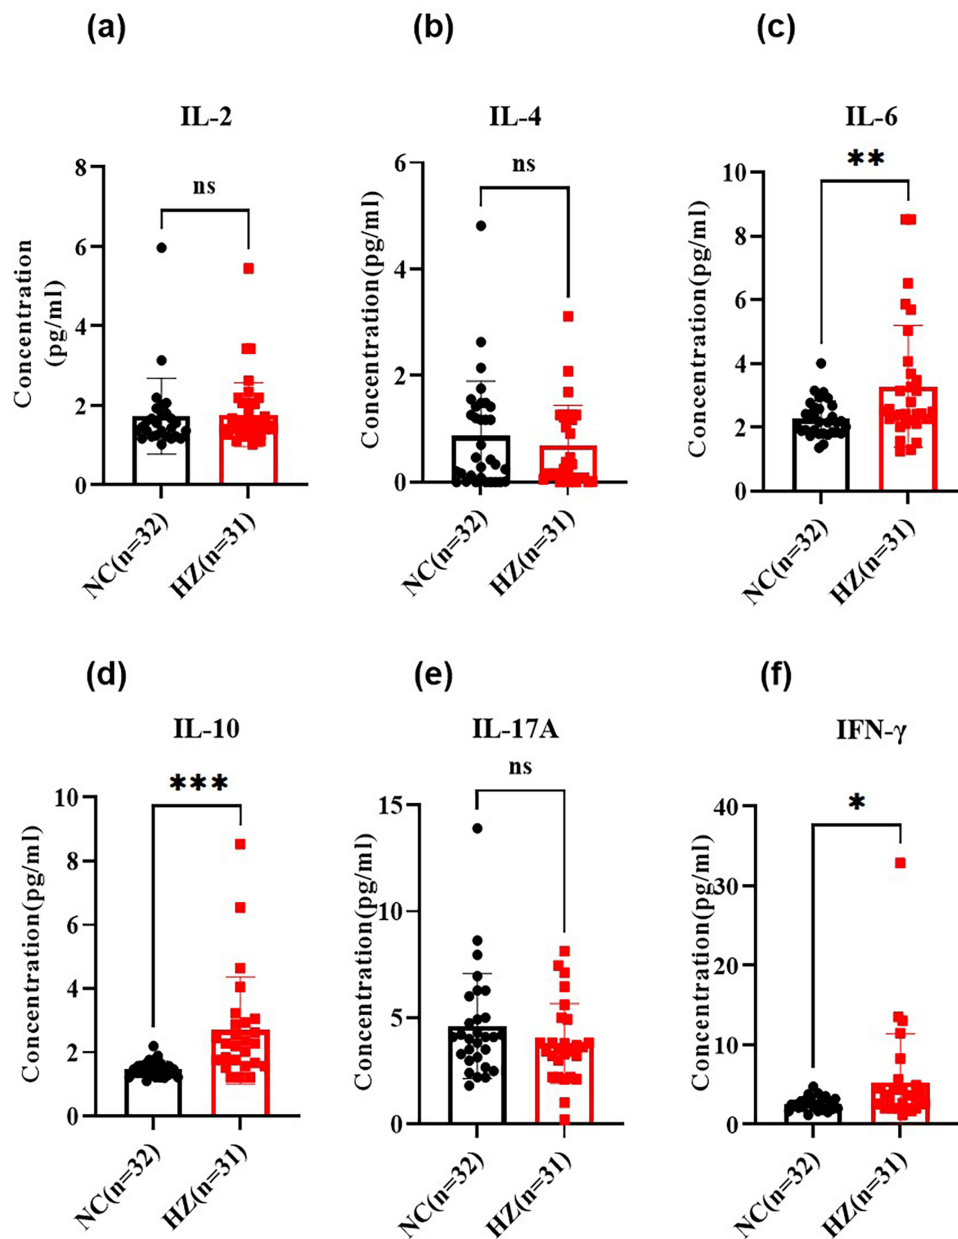 (a)
(b)
(c)
IL-2
IL-4
IL-6
8
6
4
2
0
Concentration
(pg/ml)
ns
NC(n=32)
HZ(n=31)
6
4
2
0
Concentration(pg/ml)
ns
NC(n=32)
HZ(n=31)
10
8
6
4
2
0
Concentration(pg/ml)
**
NC(n=32)
HZ(n=31)
(d)
(e)
(f)
IL-10
IL-17A
IFN-γ
10
8
6
4
2
0
Concentration(pg/ml)
***
NC(n=32)
HZ(n=31)
15
10
5
0
Concentration(pg/ml)
ns
NC(n=32)
HZ(n=31)
40
30
20
10
0
Concentration(pg/ml)
*
NC(n=32)
HZ(n=31)